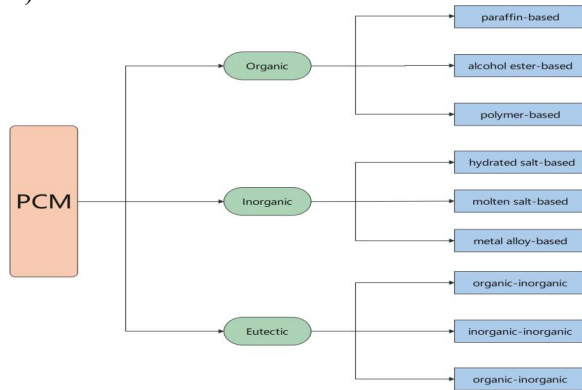 PCM
Organic
paraffin-based
alcohol ester-based
polymer-based
Inorganic
hydrated salt-based
molten salt-based
metal alloy-based
Eutectic
organic-inorganic
inorganic-inorganic
organic-inorganic